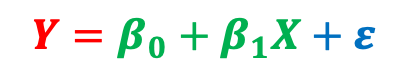 Y = β₀ + β₁X + ε